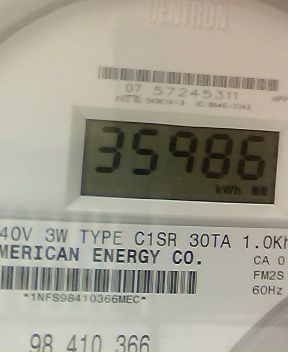 CENTRON
07 57245311
35986
kWh
40V 3W TYPE C1SR 30TA 1.0Kh
MERICAN ENERGY CO.
CA 0
FM2S
60Hz
*1NFS98410366MEC*
98 410 366